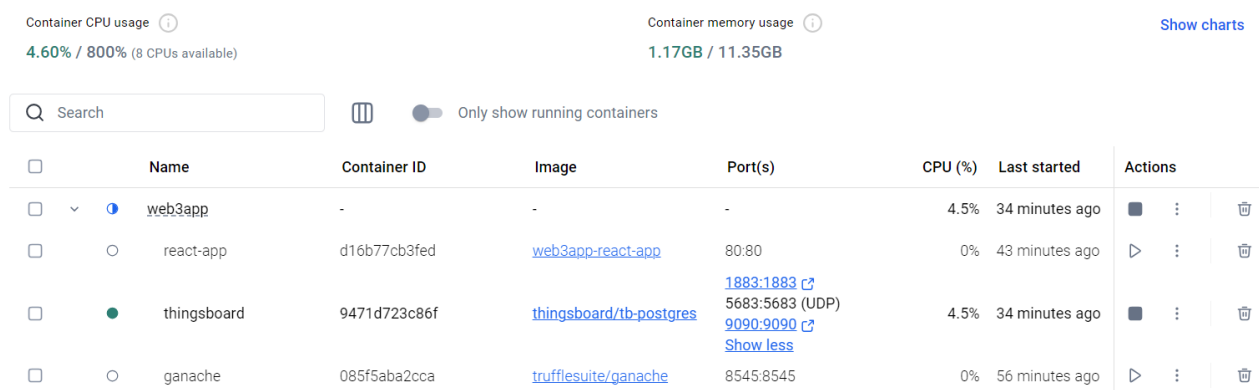 Container CPU usage
4.60% / 800% (8 CPUs available)
Container memory usage
1.17GB / 11.35GB
Show charts
Search
Only show running containers
Name Container ID Image Port(s) CPU (%) Last started Actions
web3app - - - 4.5% 34 minutes ago
react-app d16b77cb3fed web3app-react-app 80:80 0% 43 minutes ago
thingsboard 9471d723c86f thingsboard/tb-postgres 1883:1883
5683:5683 (UDP)
9090:9090
Show less
4.5% 34 minutes ago
ganache 085f5aba2cca trufflesuite/ganache 8545:8545 0% 56 minutes ago